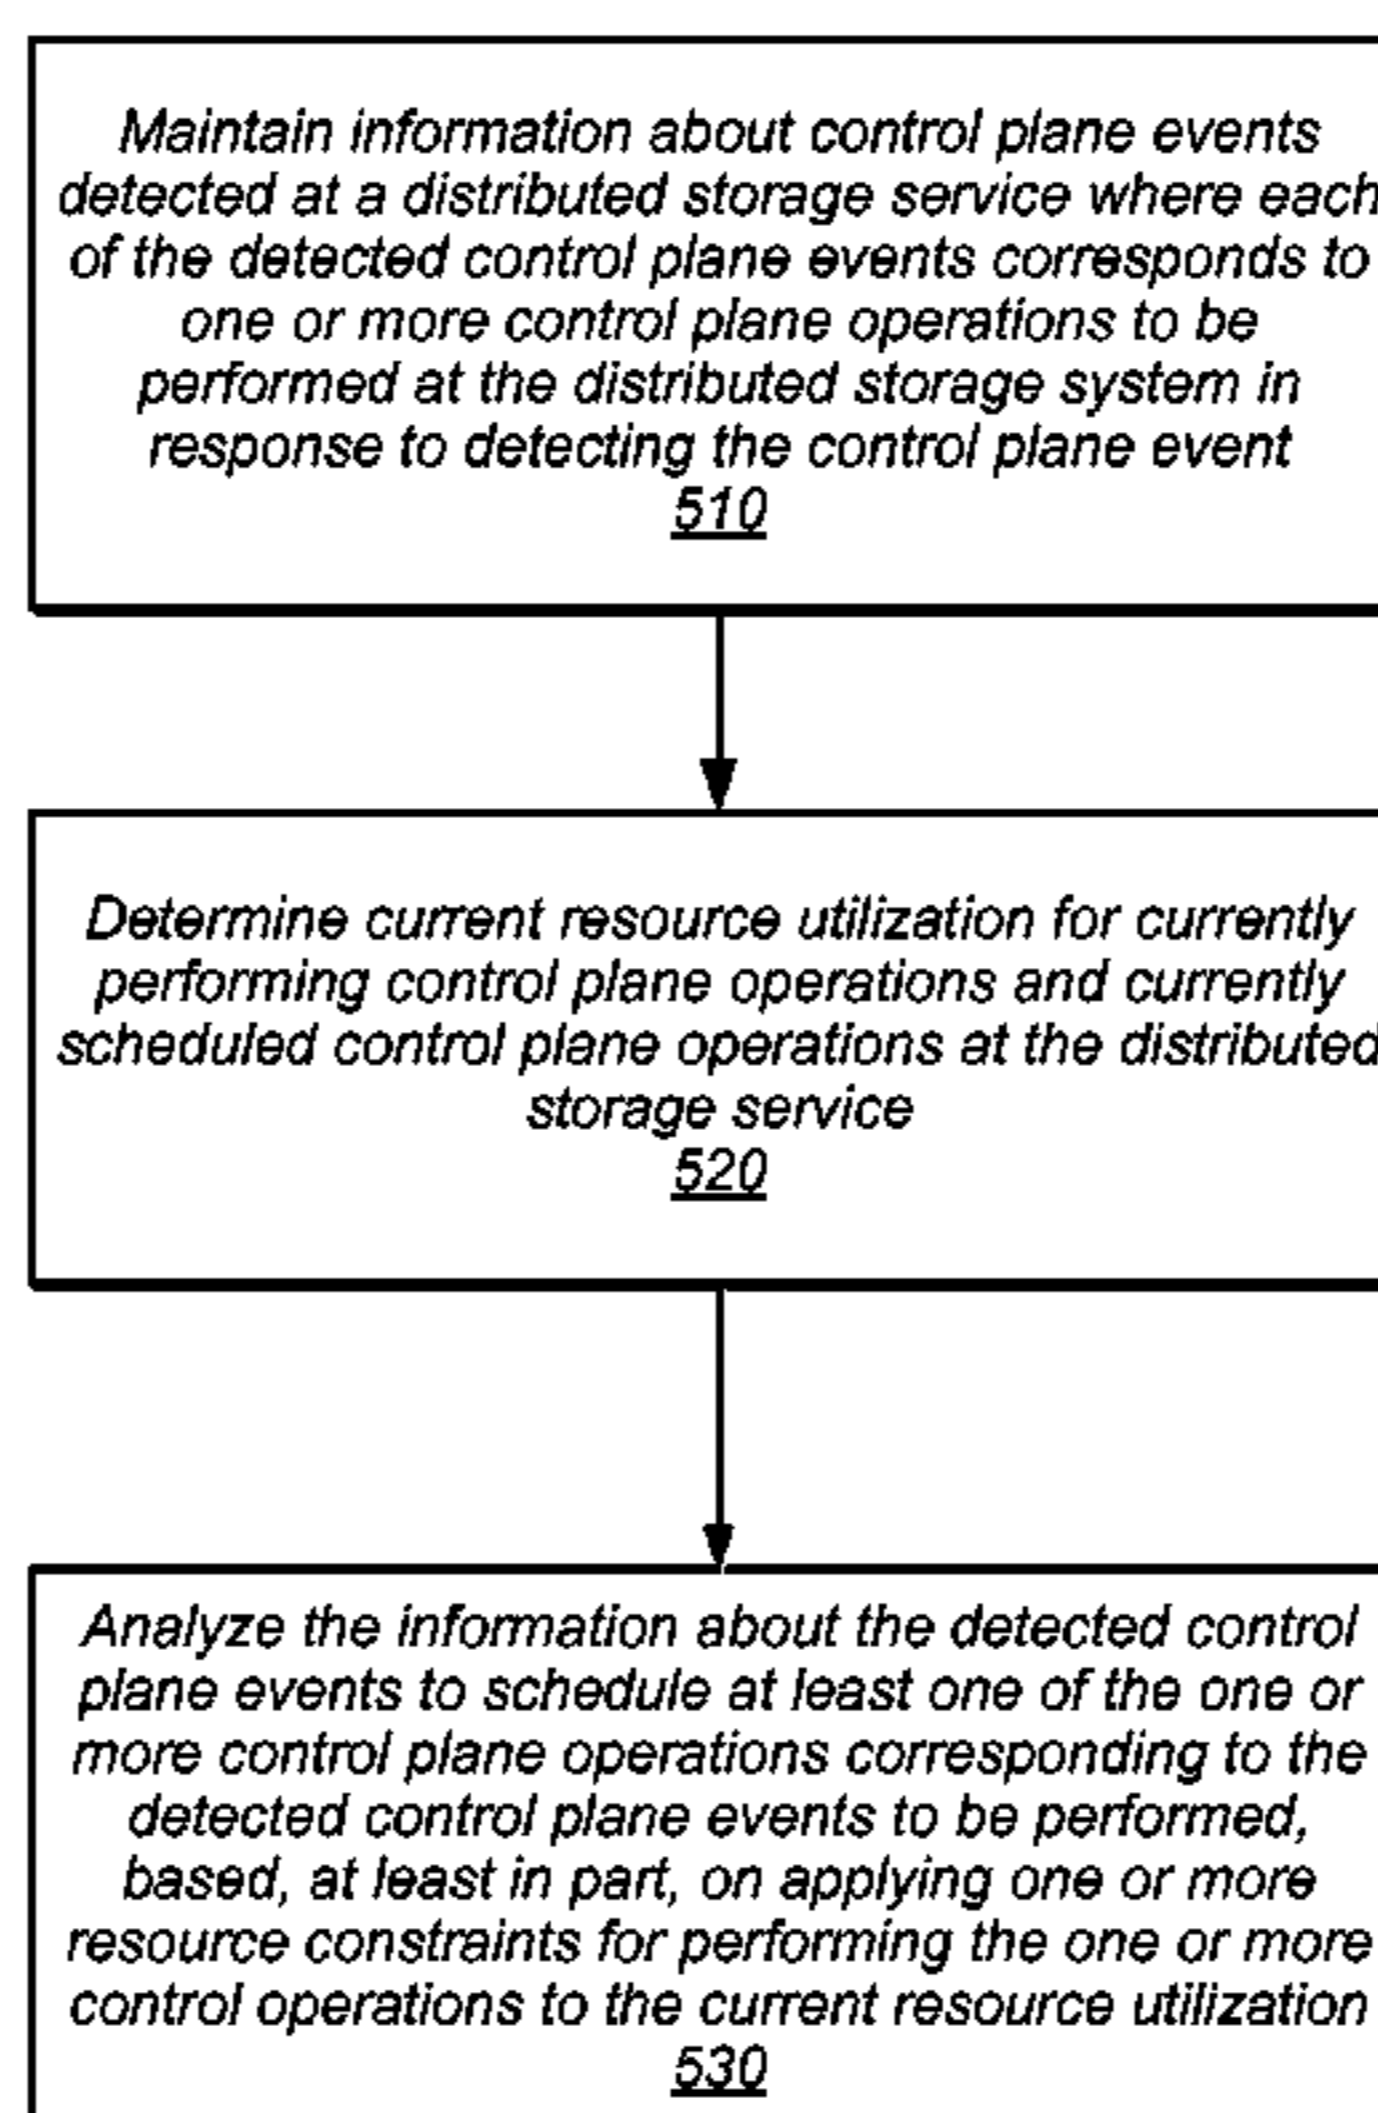 Maintain information about control plane events
detected at a distributed storage service where each
of the detected control plane events corresponds to
one or more control plane operations to be
performed at the distributed storage system in
response to detecting the control plane event
510
Determine current resource utilization for currently
performing control plane operations and currently
scheduled control plane operations at the distributed
storage service
520
Analyze the information about the detected control
plane events to schedule at least one of the one or
more control plane operations corresponding to the
detected control plane events to be performed,
based, at least in part, on applying one or more
resource constraints for performing the one or more
control operations to the current resource utilization
530